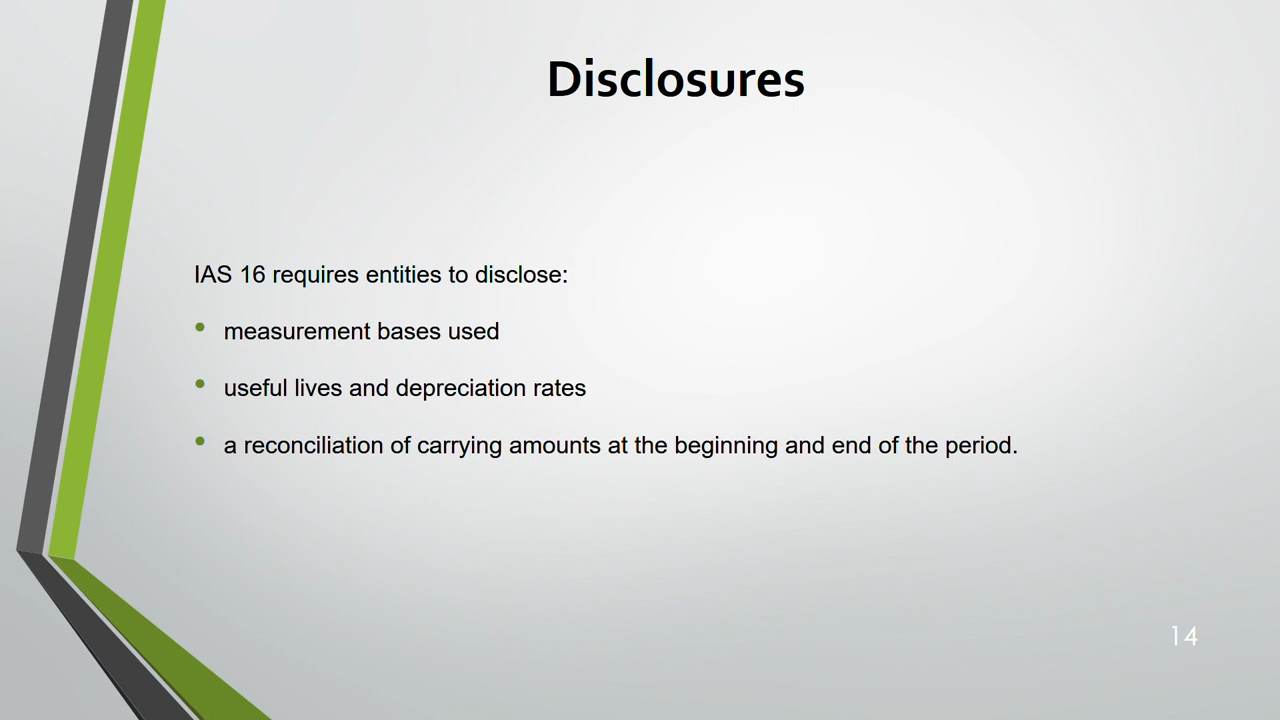 Disclosures
IAS 16 requires entities to disclose:
• measurement bases used
• useful lives and depreciation rates
• a reconciliation of carrying amounts at the beginning and end of the period.
14